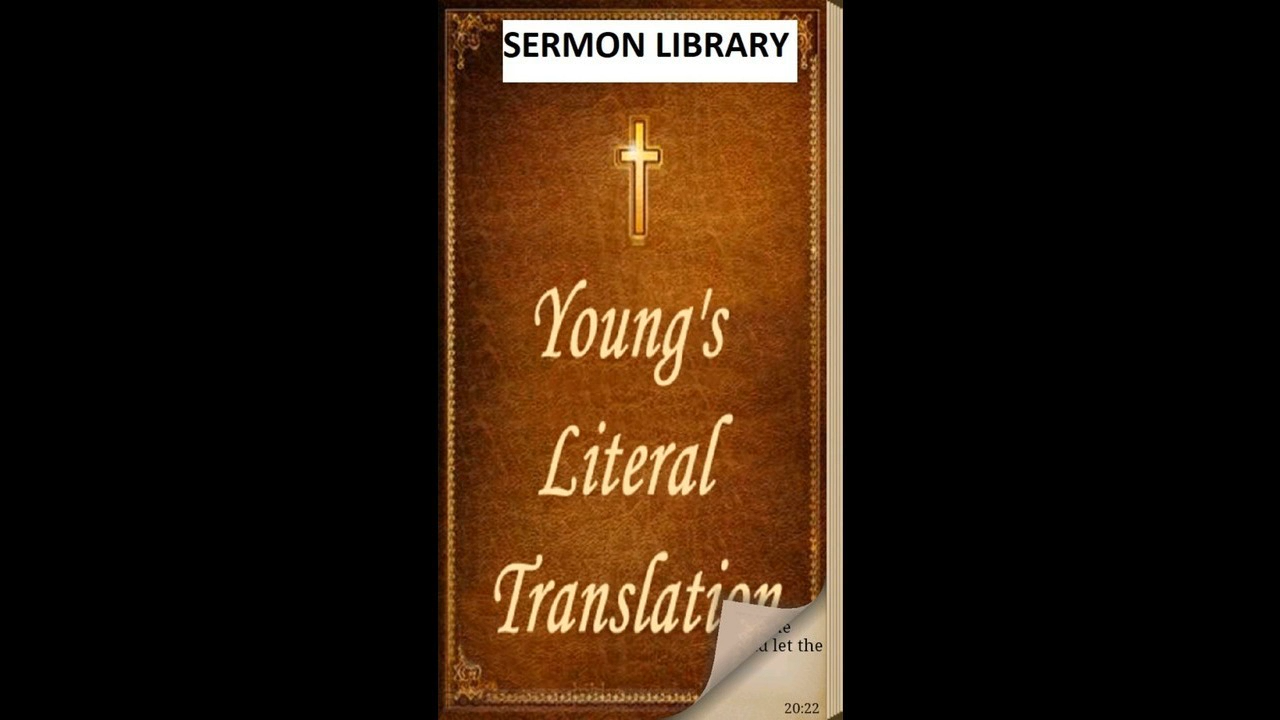 SERMON LIBRARY
Young's
Literal
Translation
let the
20:22